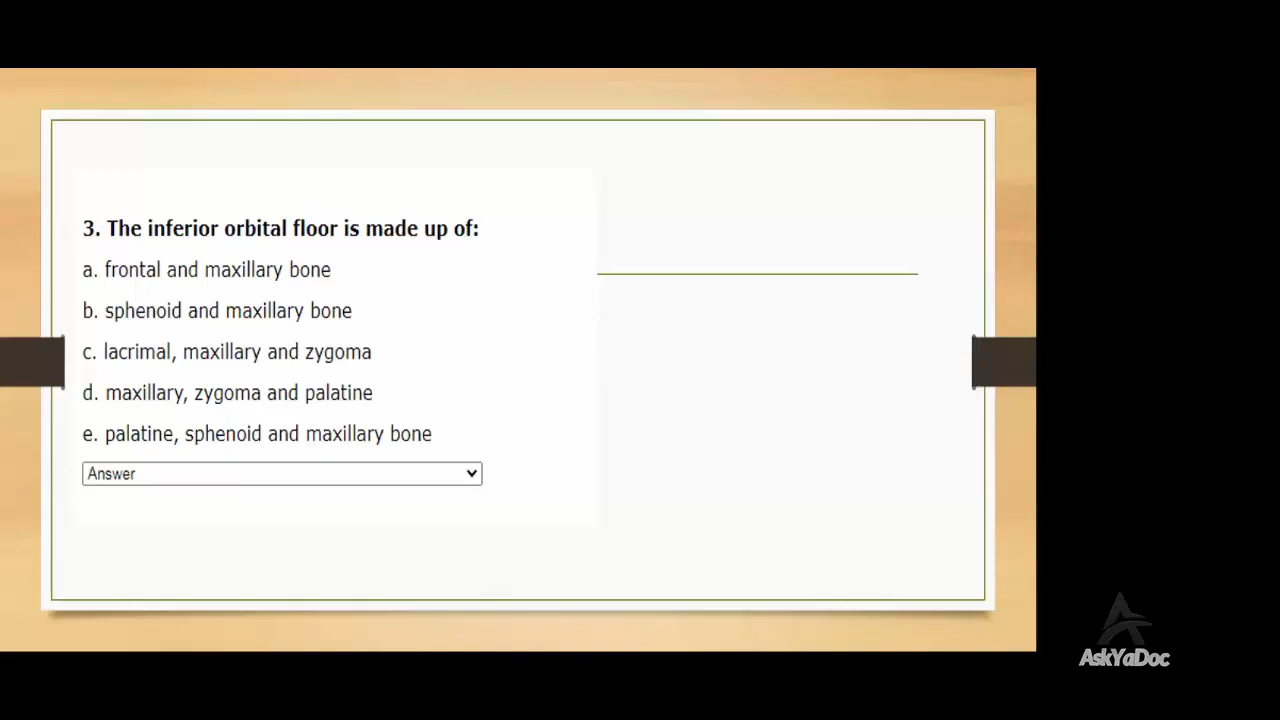 3. The inferior orbital floor is made up of:
a. frontal and maxillary bone
b. sphenoid and maxillary bone
c. lacrimal, maxillary and zygoma
d. maxillary, zygoma and palatine
e. palatine, sphenoid and maxillary bone
Answer
AskYaDoc